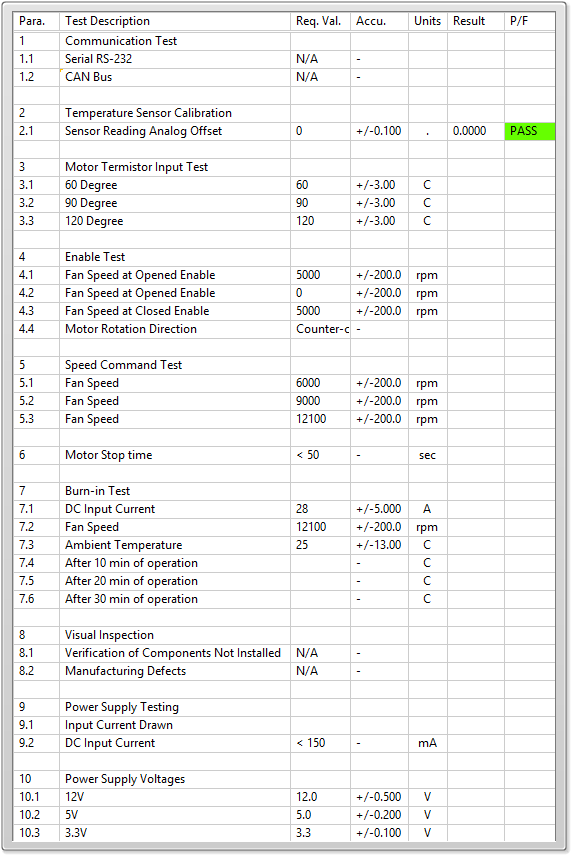 Para. Test Description Req. Val. Accu. Units Result P/F
1 Communication Test
1.1 Serial RS-232 N/A -
1.2 CAN Bus N/A -
2 Temperature Sensor Calibration
2.1 Sensor Reading Analog Offset 0 +/-0.100 . 0.0000 PASS
3 Motor Termistor Input Test
3.1 60 Degree 60 +/-3.00 C
3.2 90 Degree 90 +/-3.00 C
3.3 120 Degree 120 +/-3.00 C
4 Enable Test
4.1 Fan Speed at Opened Enable 5000 +/-200.0 rpm
4.2 Fan Speed at Opened Enable 0 +/-200.0 rpm
4.3 Fan Speed at Closed Enable 5000 +/-200.0 rpm
4.4 Motor Rotation Direction Counter-c -
5 Speed Command Test
5.1 Fan Speed 6000 +/-200.0 rpm
5.2 Fan Speed 9000 +/-200.0 rpm
5.3 Fan Speed 12100 +/-200.0 rpm
6 Motor Stop time < 50 - sec
7 Burn-in Test
7.1 DC Input Current 28 +/-5.000 A
7.2 Fan Speed 12100 +/-200.0 rpm
7.3 Ambient Temperature 25 +/-13.00 C
7.4 After 10 min of operation - C
7.5 After 20 min of operation - C
7.6 After 30 min of operation - C
8 Visual Inspection
8.1 Verification of Components Not Installed N/A -
8.2 Manufacturing Defects N/A -
9 Power Supply Testing
9.1 Input Current Drawn
9.2 DC Input Current < 150 - mA
10 Power Supply Voltages
10.1 12V 12.0 +/-0.500 V
10.2 5V 5.0 +/-0.200 V
10.3 3.3V 3.3 +/-0.100 V